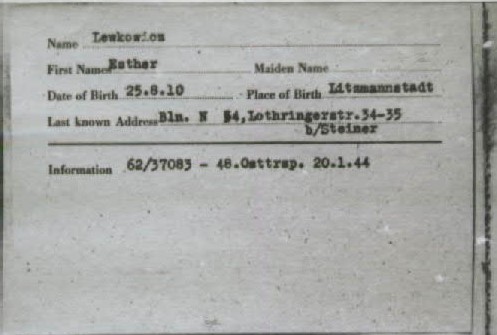 Name Lewkowicz
First Names Esther Maiden Name
Date of Birth 25.8.10 Place of Birth Litzmannstadt
Last known Address Bln. N 54, Lothringerstr.34-35
b/Steiner
Information 62/37083 - 48.Osttrsp. 20.1.44